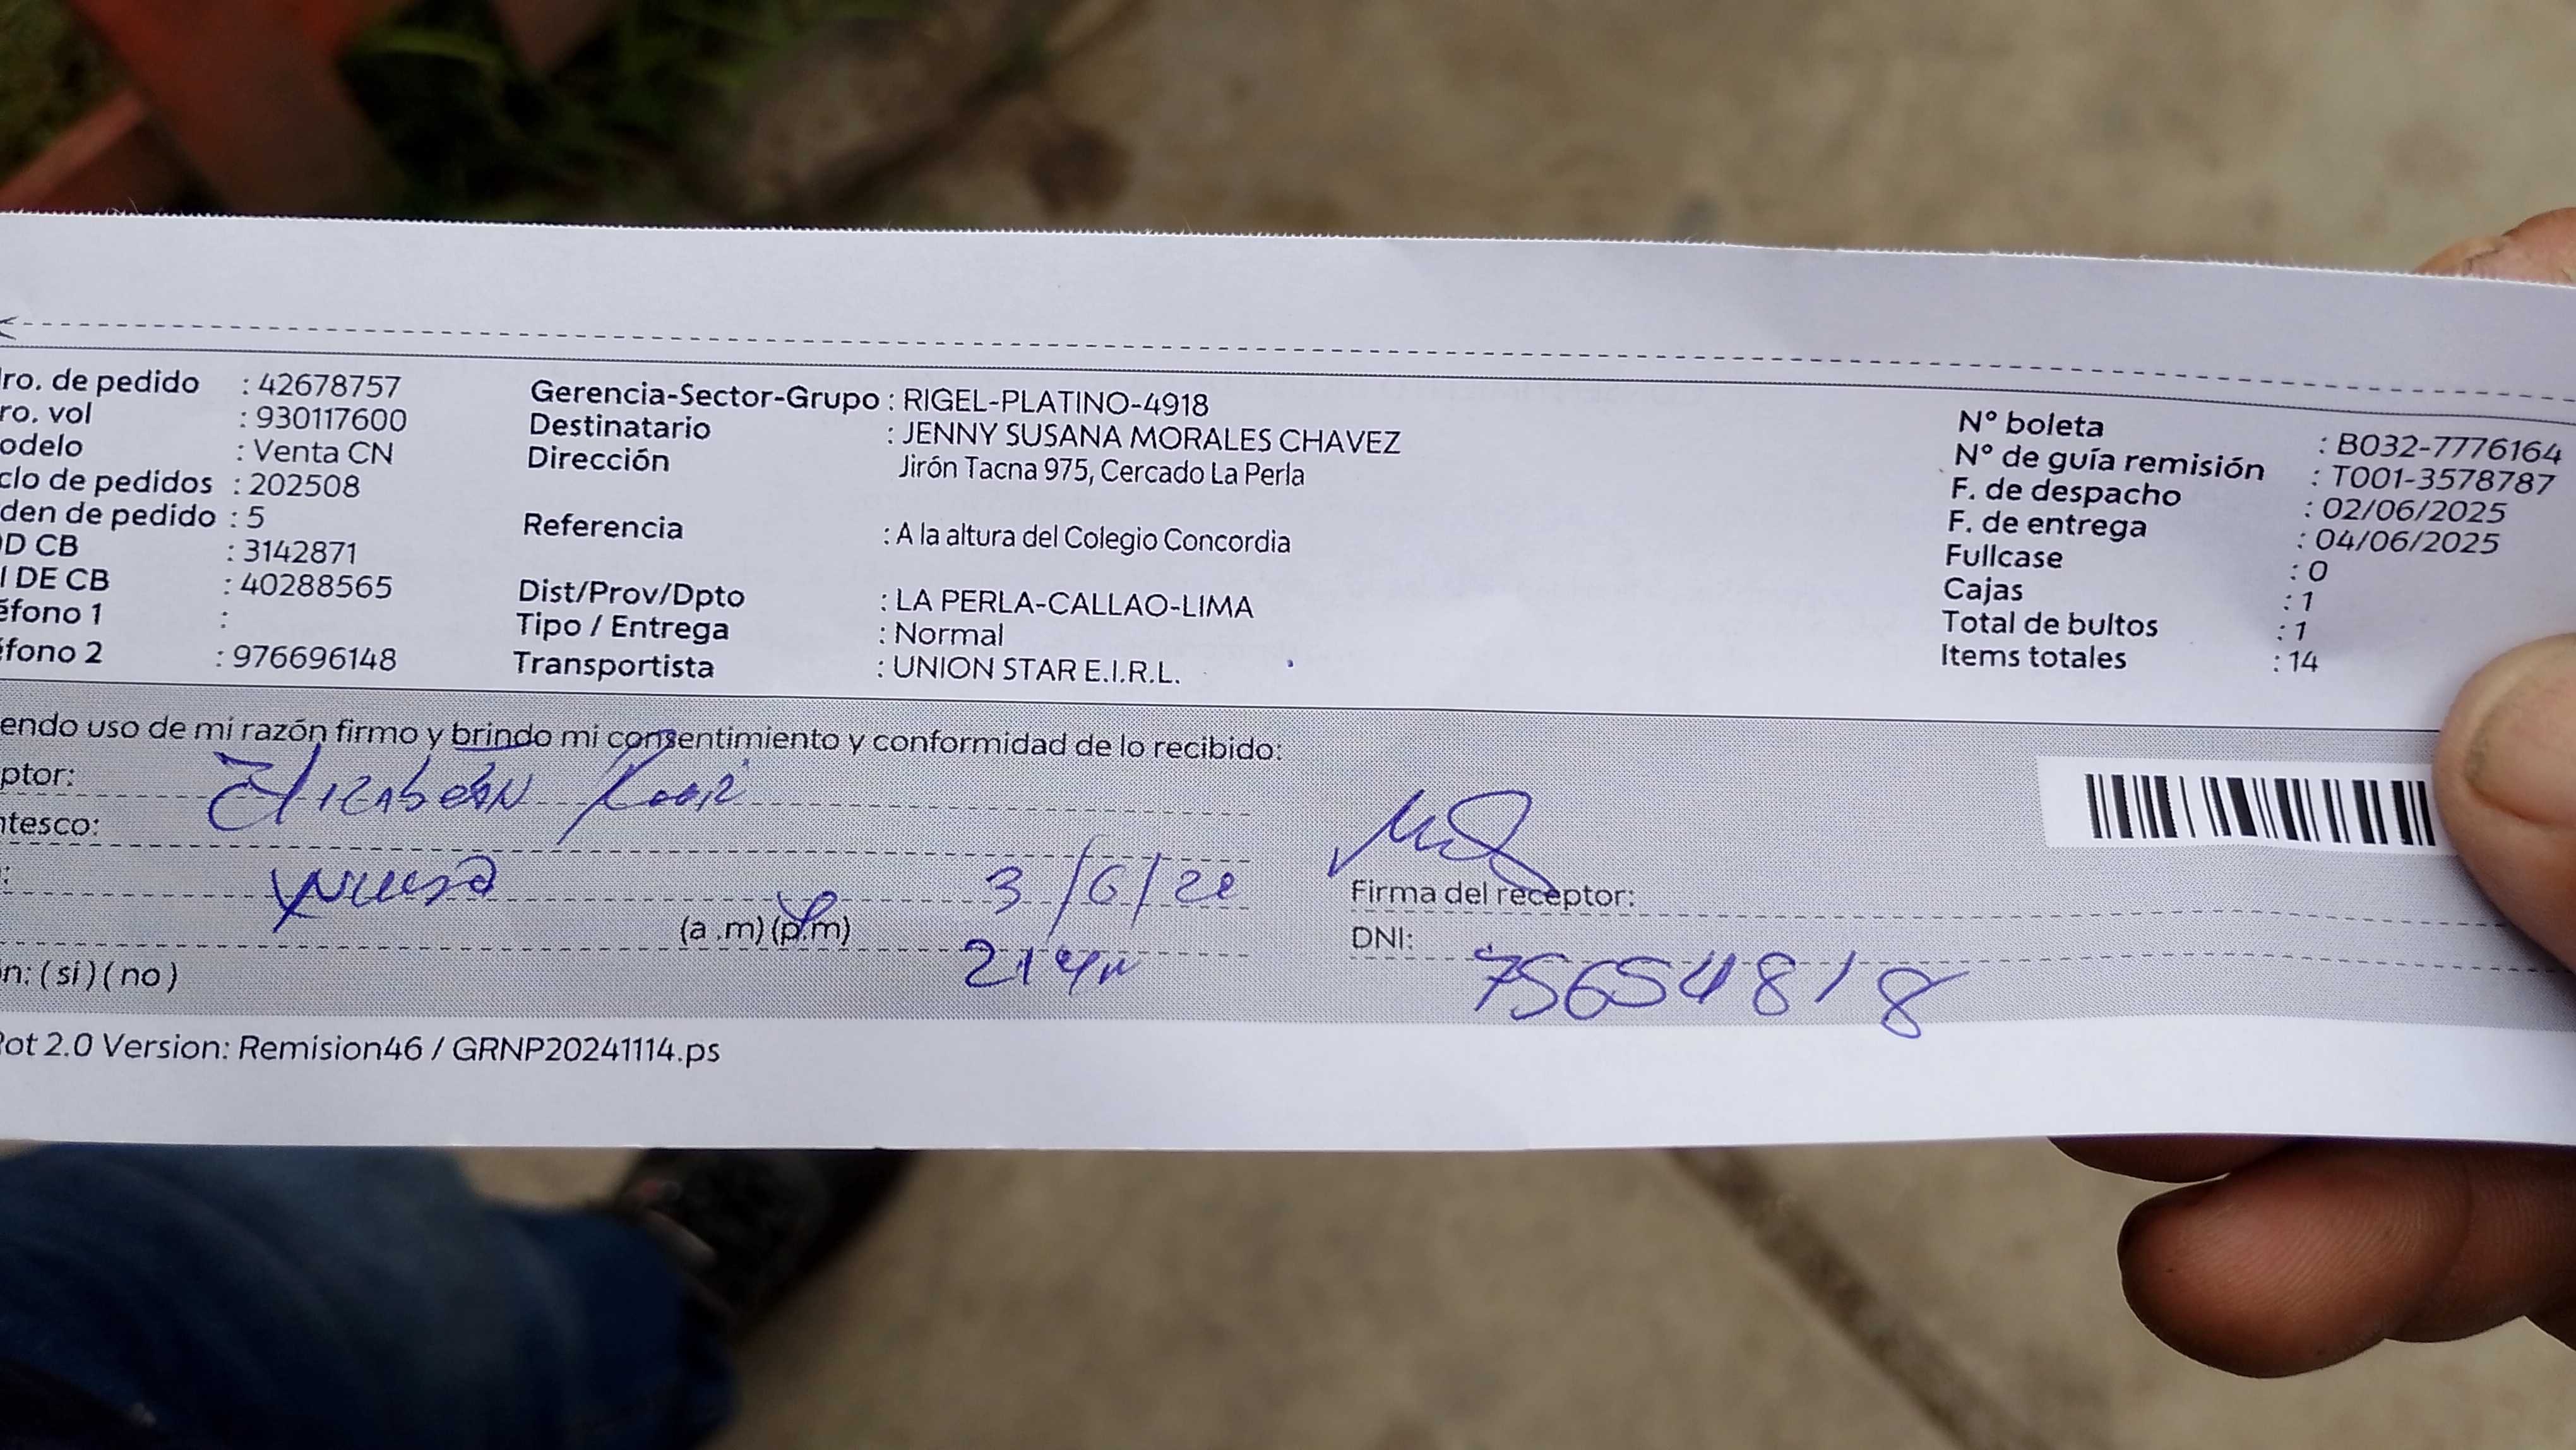 ro. de pedido : 42678757
ro. vol : 930117600
odelo : Venta CN
clo de pedidos : 202508
den de pedido : 5
D CB : 3142871
I DE CB : 40288565
éfono 1 :
fono 2 : 976696148
Gerencia-Sector-Grupo : RIGEL-PLATINO-4918
Destinatario : JENNY SUSANA MORALES CHAVEZ
Dirección Jirón Tacna 975, Cercado La Perla
Referencia : A la altura del Colegio Concordia
Dist/Prov/Dpto : LA PERLA-CALLAO-LIMA
Tipo / Entrega : Normal
Transportista : UNION STAR E.I.R.L.
N° boleta : B032-7776164
N° de guía remisión : T001-3578787
F. de despacho : 02/06/2025
F. de entrega : 04/06/2025
Fullcase : 0
Cajas : 1
Total de bultos : 1
Items totales : 14
endo uso de mi razón firmo y brindo mi consentimiento y conformidad de lo recibido:
ptor: Elizabeth
ntesco:
:
3/6/
(a .m) (p.m)
n: ( si ) ( no )
Firma del receptor:
DNI: 75654818
ot 2.0 Version: Remision46 / GRNP20241114.ps